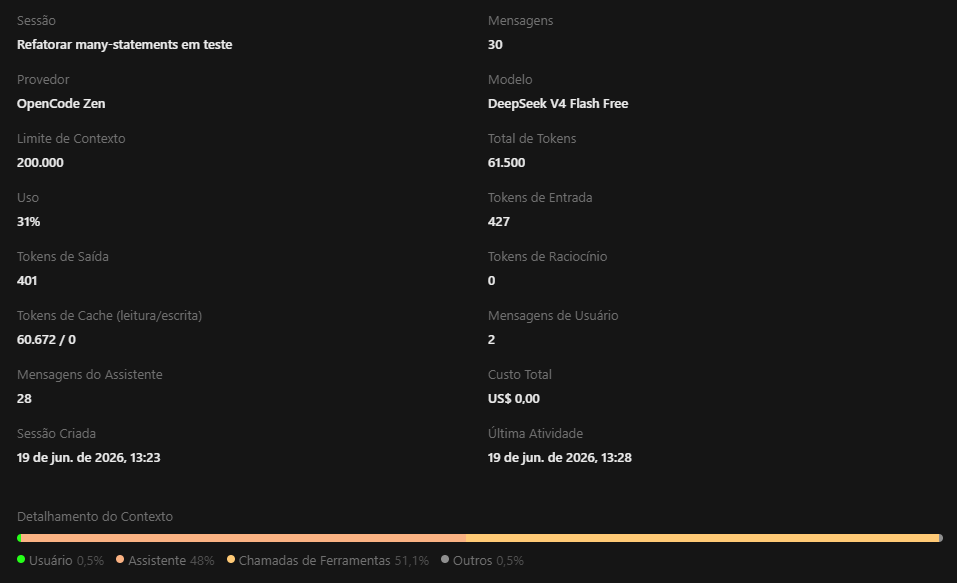 Sessão
Mensagens
Refatorar many-statements em teste
30
Provedor
Modelo
OpenCode Zen
DeepSeek V4 Flash Free
Limite de Contexto
Total de Tokens
200.000
61.500
Uso
Tokens de Entrada
31%
427
Tokens de Saída
Tokens de Raciocínio
401
0
Tokens de Cache (leitura/escrita)
Mensagens de Usuário
60.672 / 0
2
Mensagens do Assistente
Custo Total
28
US$ 0,00
Sessão Criada
Última Atividade
19 de jun. de 2026, 13:23
19 de jun. de 2026, 13:28
Detalhamento do Contexto
Usuário 0,5% Assistente 48% Chamadas de Ferramentas 51,1% Outros 0,5%